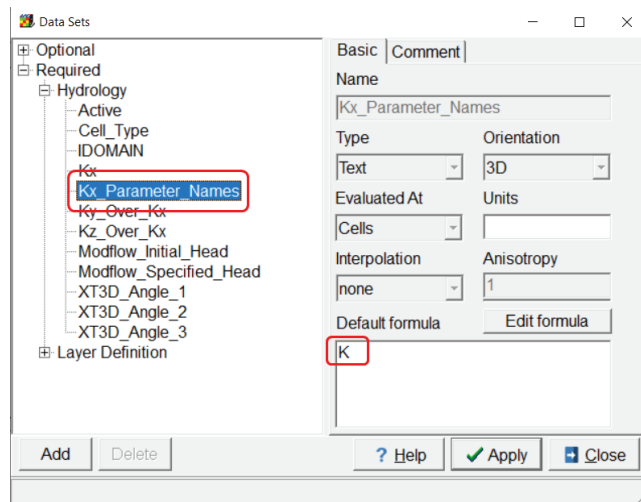 Data Sets
Optional
Required
Hydrology
Active
Cell_Type
IDOMAIN
Kx
Kx_Parameter_Names
Ky_Over_Kx
Kz_Over_Kx
Modflow_Initial_Head
Modflow_Specified_Head
XT3D_Angle_1
XT3D_Angle_2
XT3D_Angle_3
Layer Definition
Basic Comment
Name
Kx_Parameter_Names
Type Orientation
Text 3D
Evaluated At Units
Cells
Interpolation Anisotropy
none 1
Default formula Edit formula
K
Add Delete ? Help Apply Close